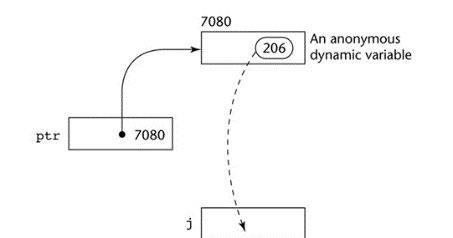 7080
206
An anonymous
dynamic variable
ptr
7080
j